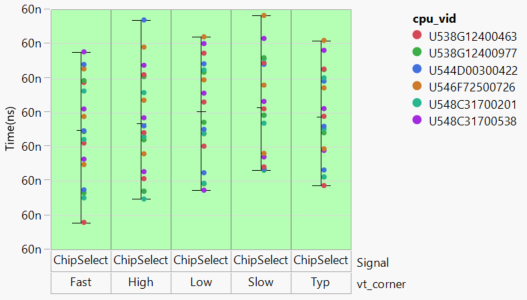 60n
60n
60n
60n
60n
60n
60n
60n
Time(ns)
ChipSelect ChipSelect ChipSelect ChipSelect ChipSelect Signal
Fast High Low Slow Typ vt_corner
cpu_vid
U538G12400463
U538G12400977
U544D00300422
U546F72500726
U548C31700201
U548C31700538